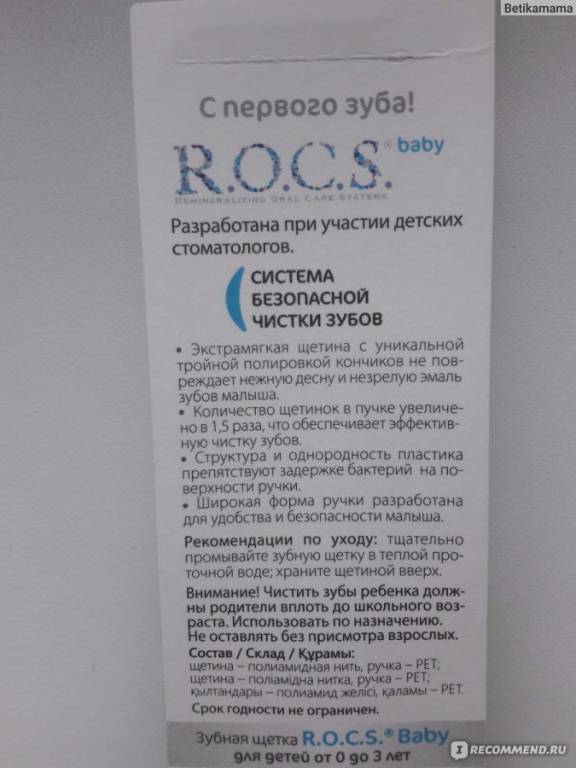 Betikamama
С первого зуба!
R.O.C.S.® baby
REMINERALIZING ORAL CARE SYSTEMS
Разработана при участии детских
стоматологов.
СИСТЕМА
БЕЗОПАСНОЙ
ЧИСТКИ ЗУБОВ
• Экстрамягкая щетина с уникальной
тройной полировкой кончиков не пов-
реждает нежную десну и незрелую эмаль
зубов малыша.
• Количество щетинок в пучке увеличе-
но в 1,5 раза, что обеспечивает эффектив-
ную чистку зубов.
• Структура и однородность пластика
препятствуют задержке бактерий на по-
верхности ручки.
• Широкая форма ручки разработана
для удобства и безопасности малыша.
Рекомендации по уходу: тщательно
промывайте зубную щетку в теплой про-
точной воде; храните щетиной вверх.
Внимание! Чистить зубы ребенка долж-
ны родители вплоть до школьного воз-
раста. Использовать по назначению.
Не оставлять без присмотра взрослых.
Состав / Склад / Құрамы:
щетина – полиамидная нить, ручка – PET;
щетина – поліамідна нитка, ручка – PET;
қылтандары – полиамид желісі, қаламы – PET.
Срок годности не ограничен.
Зубная щетка R.O.C.S.® Baby
для детей от 0 до 3 лет
IRECOMMEND.RU